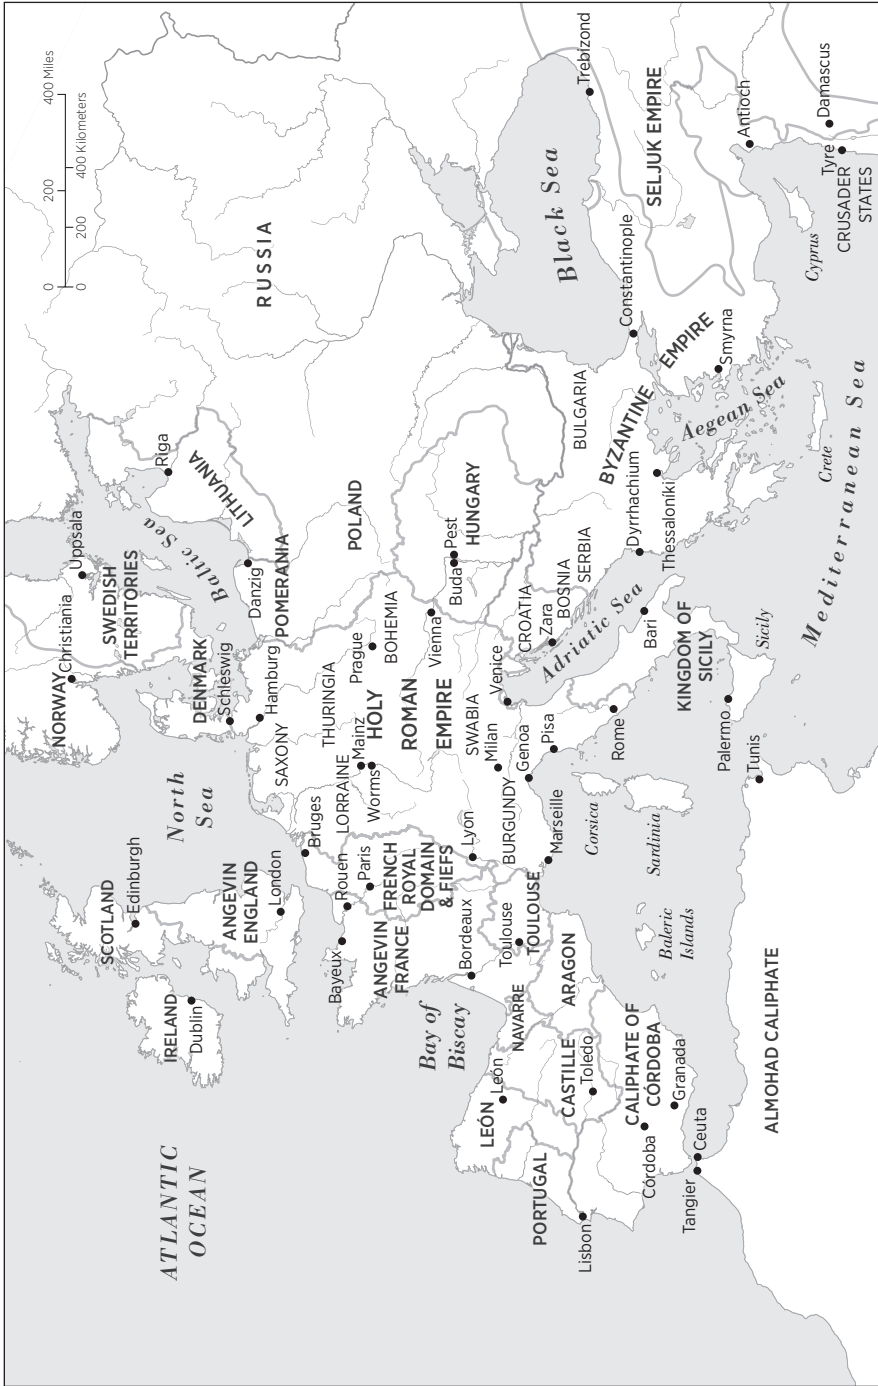 ATLANTIC
OCEAN
North
Sea
Baltic Sea
Bay of
Biscay
Black Sea
Adriatic Sea
Aegean Sea
Mediterranean Sea
0 200 400 Miles
0 200 400 Kilometers
NORWAY
Christiania
Uppsala
SWEDISH
TERRITORIES
DENMARK
Schleswig
SCOTLAND
Edinburgh
IRELAND
Dublin
ANGEVIN
ENGLAND
London
Riga
LITHUANIA
Danzig
POMERANIA
POLAND
RUSSIA
Hamburg
SAXONY
THURINGIA
Prague
BOHEMIA
Bruges
LORRAINE
Mainz
Worms
HOLY
ROMAN
EMPIRE
Vienna
Buda
Pest
HUNGARY
Bayeux
Rouen
Paris
FRENCH
ROYAL
DOMAIN
& FIEFS
ANGEVIN
FRANCE
Bordeaux
Lyon
SWABIA
Milan
Venice
BURGUNDY
Genoa
Pisa
Marseille
Toulouse
TOULOUSE
NAVARRE
ARAGON
LEÓN
León
CASTILLE
Toledo
PORTUGAL
Lisbon
CALIPHATE OF
CÓRDOBA
Córdoba
Granada
Tangier
Ceuta
ALMOHAD CALIPHATE
Baleric
Islands
Corsica
Sardinia
Rome
Bari
KINGDOM OF
SICILY
Palermo
Sicily
Tunis
CROATIA
Zara
BOSNIA
SERBIA
BULGARIA
Dyrrhachium
Thessaloniki
BYZANTINE
EMPIRE
Constantinople
Smyrna
Crete
Cyprus
SELJUK EMPIRE
Trebizond
Antioch
Damascus
Tyre
CRUSADER
STATES